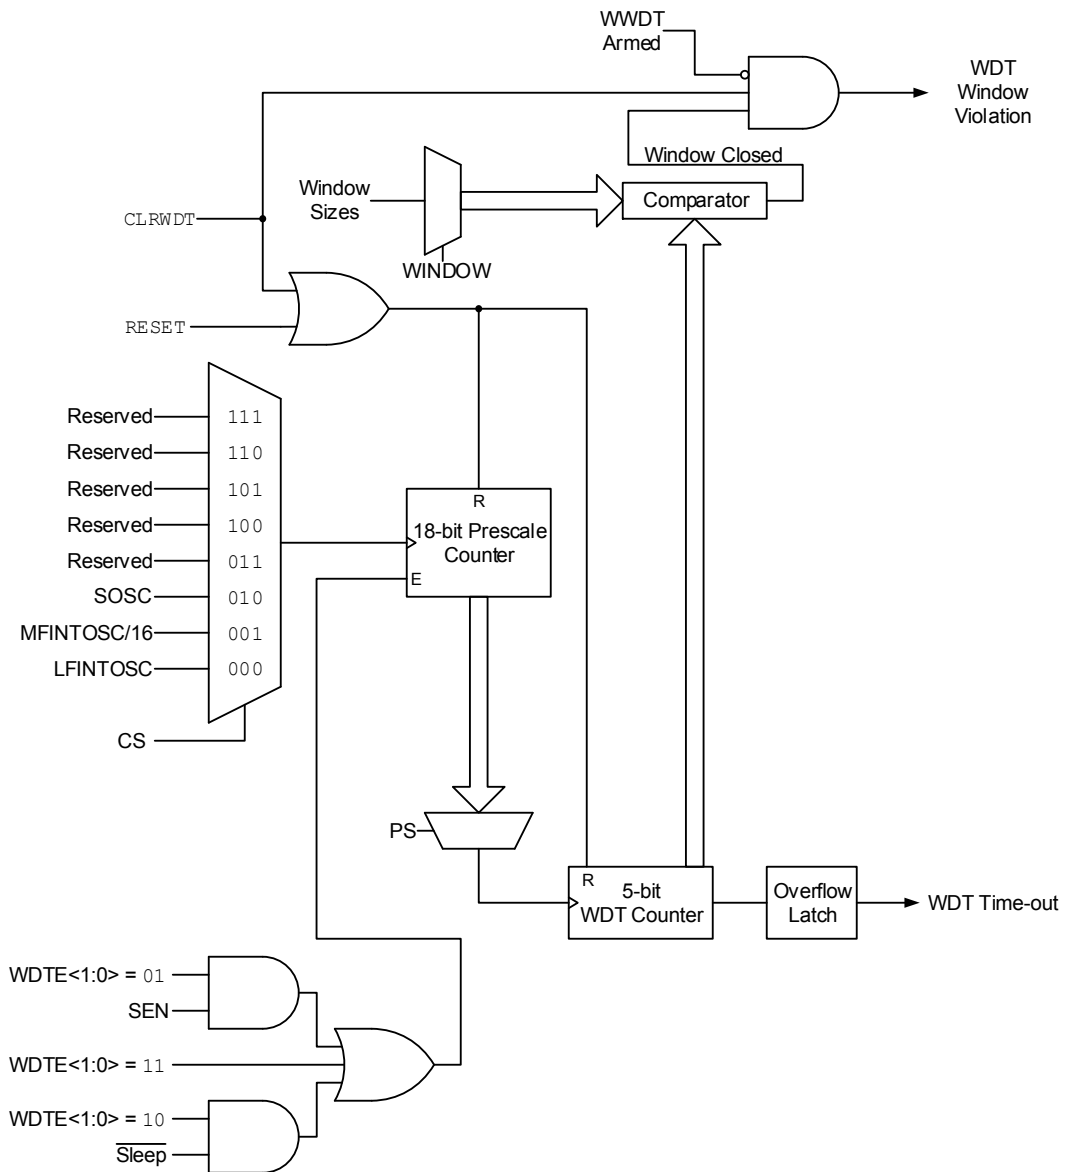 WWDT
Armed
WDT
Window
Violation
Window Closed
Window
Sizes
Comparator
CLRWDT
WINDOW
RESET
Reserved 111
Reserved 110
Reserved 101
Reserved 100
Reserved 011
SOSC 010
MFINTOSC/16 001
LFINTOSC 000
CS
R
18-bit Prescale
Counter
E
PS
R
5-bit
WDT Counter
Overflow
Latch
WDT Time-out
WDTE<1:0> = 01
SEN
WDTE<1:0> = 11
WDTE<1:0> = 10
Sleep